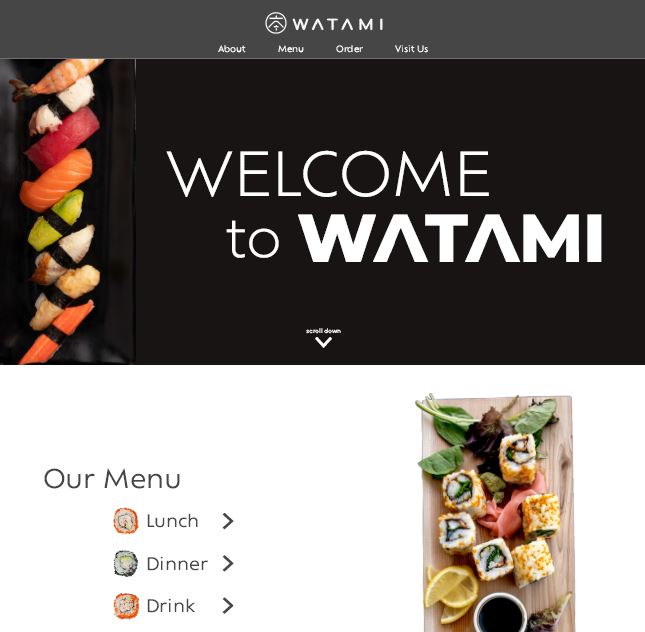 WATAMI
About Menu Order Visit Us
WELCOME
to WATAMI
scroll down
Our Menu
Lunch
Dinner
Drink